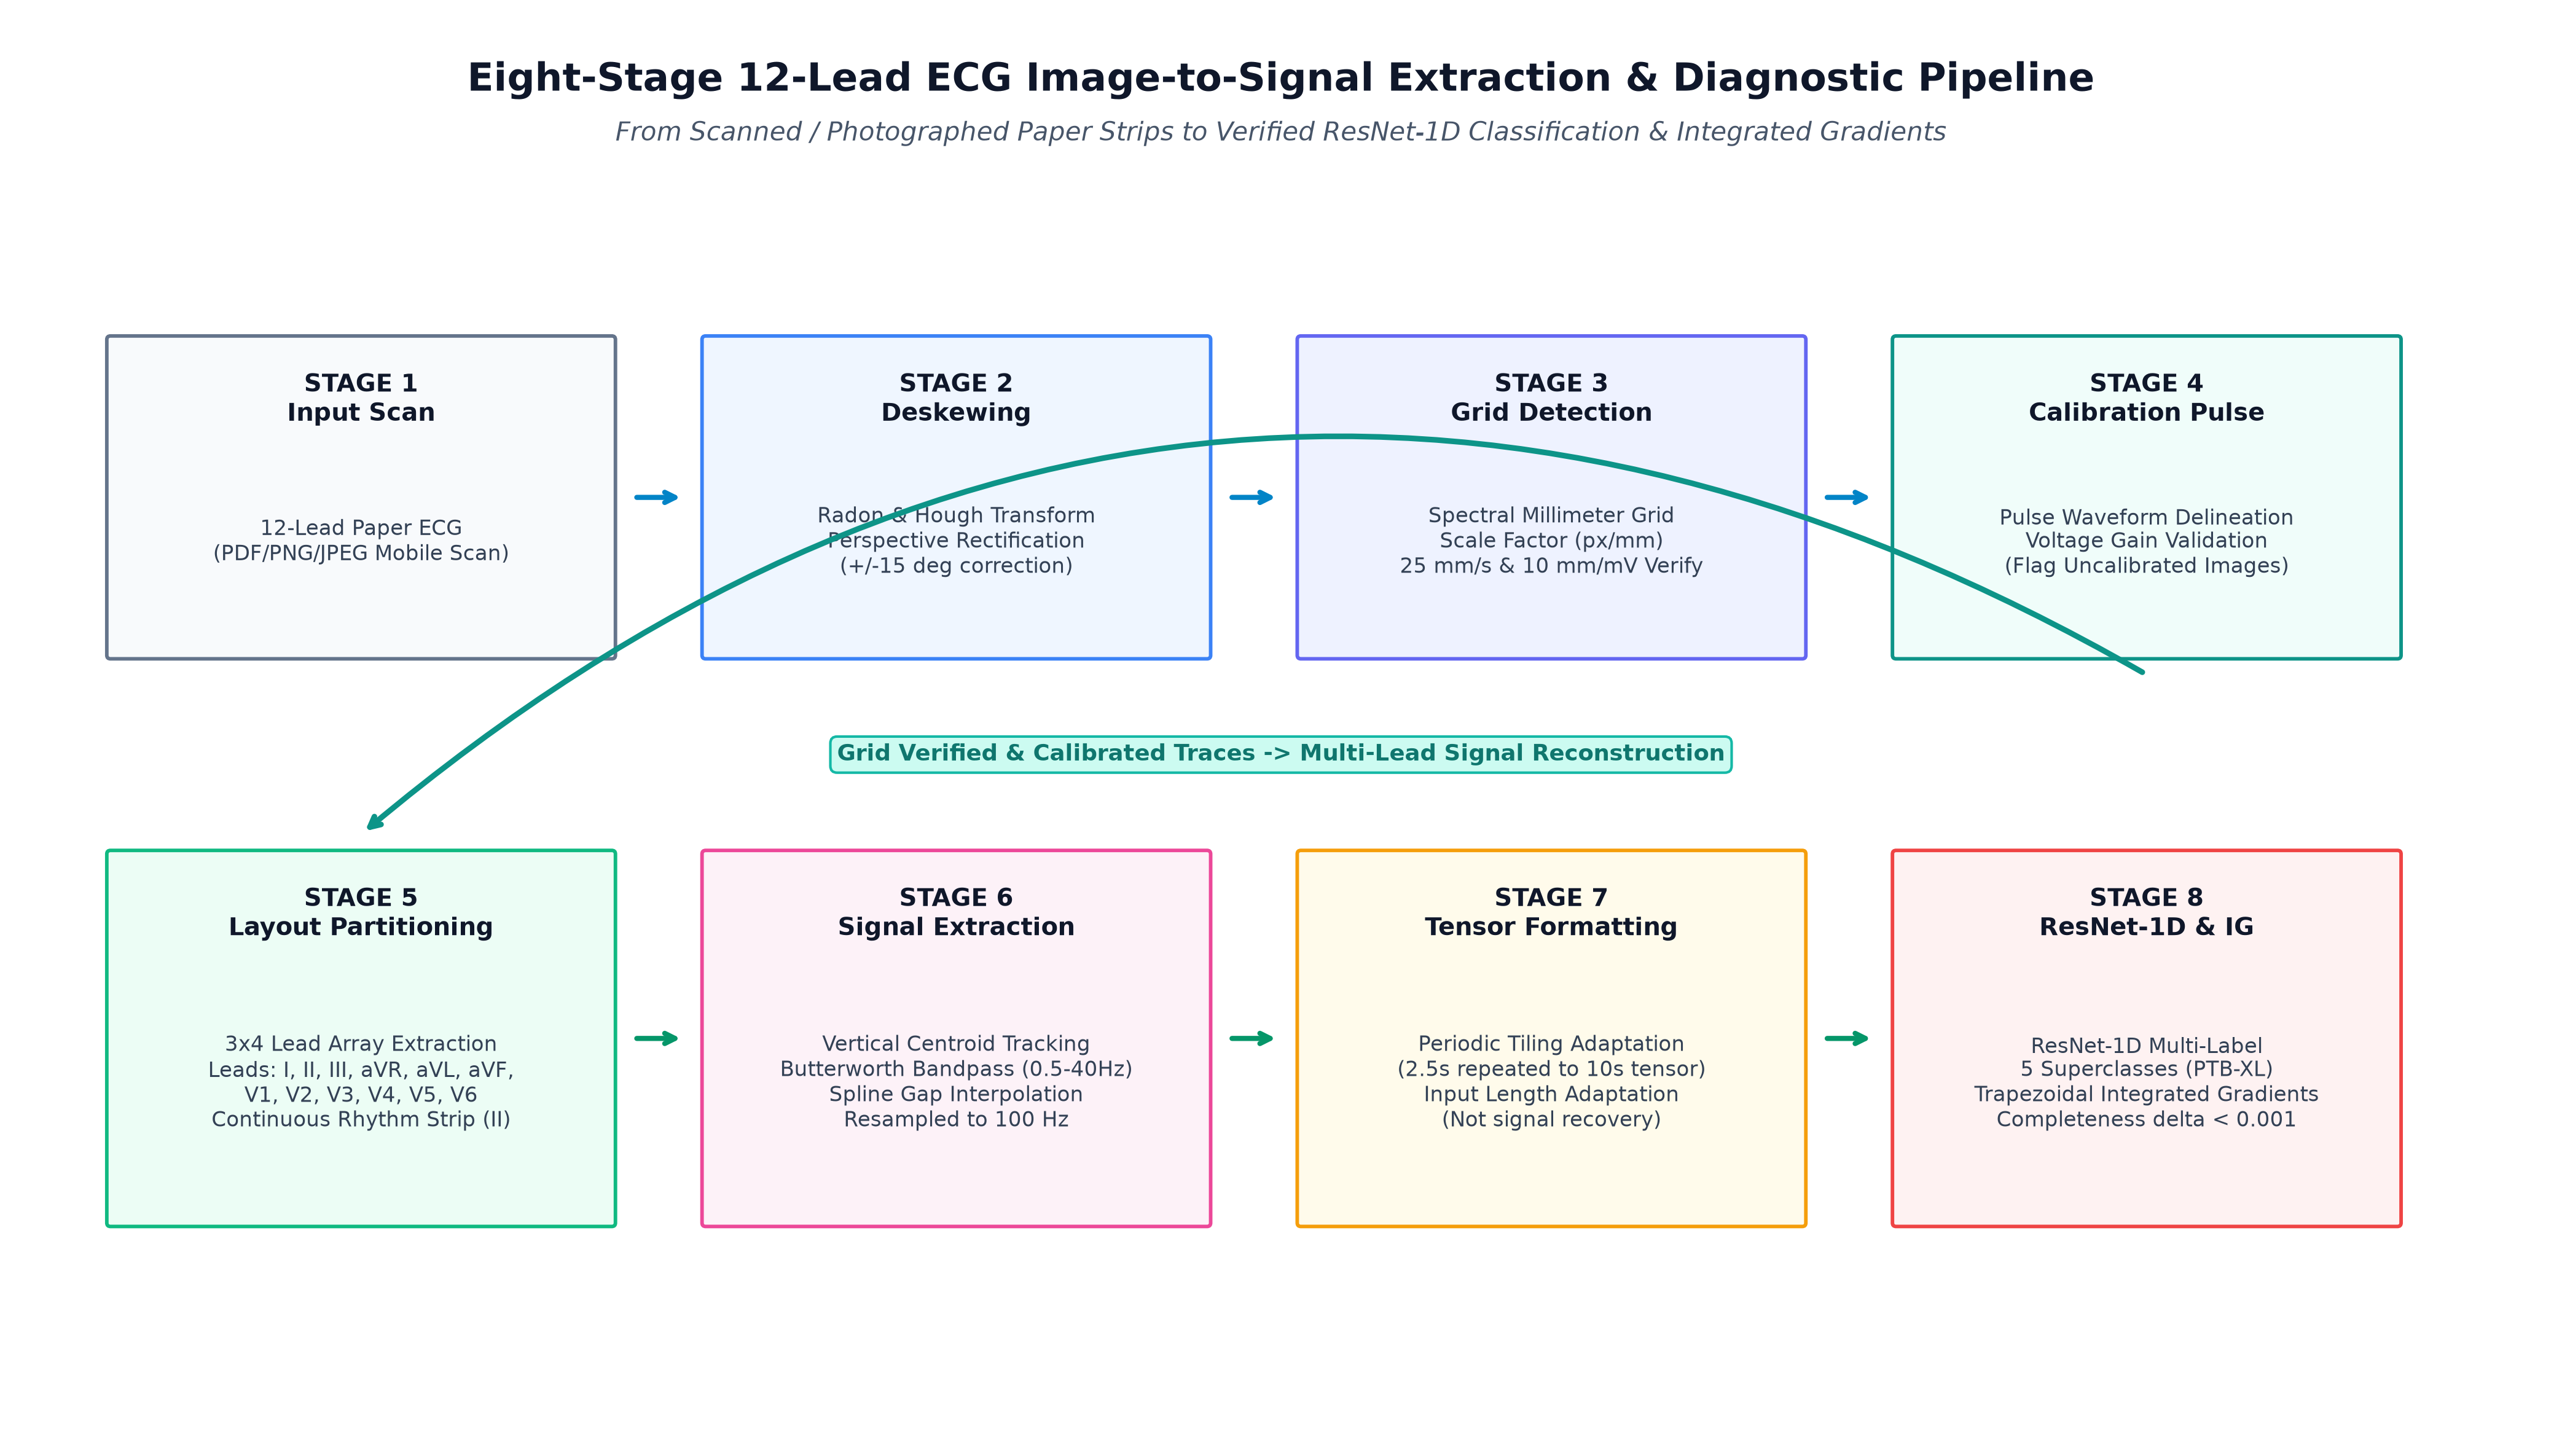 Eight-Stage 12-Lead ECG Image-to-Signal Extraction & Diagnostic Pipeline
From Scanned / Photographed Paper Strips to Verified ResNet-1D Classification & Integrated Gradients
STAGE 1
Input Scan
12-Lead Paper ECG
(PDF/PNG/JPEG Mobile Scan)
STAGE 2
Deskewing
Radon & Hough Transform
Perspective Rectification
(+/-15 deg correction)
STAGE 3
Grid Detection
Spectral Millimeter Grid
Scale Factor (px/mm)
25 mm/s & 10 mm/mV Verify
STAGE 4
Calibration Pulse
Pulse Waveform Delineation
Voltage Gain Validation
(Flag Uncalibrated Images)
Grid Verified & Calibrated Traces -> Multi-Lead Signal Reconstruction
STAGE 5
Layout Partitioning
3x4 Lead Array Extraction
Leads: I, II, III, aVR, aVL, aVF,
V1, V2, V3, V4, V5, V6
Continuous Rhythm Strip (II)
STAGE 6
Signal Extraction
Vertical Centroid Tracking
Butterworth Bandpass (0.5-40Hz)
Spline Gap Interpolation
Resampled to 100 Hz
STAGE 7
Tensor Formatting
Periodic Tiling Adaptation
(2.5s repeated to 10s tensor)
Input Length Adaptation
(Not signal recovery)
STAGE 8
ResNet-1D & IG
ResNet-1D Multi-Label
5 Superclasses (PTB-XL)
Trapezoidal Integrated Gradients
Completeness delta < 0.001